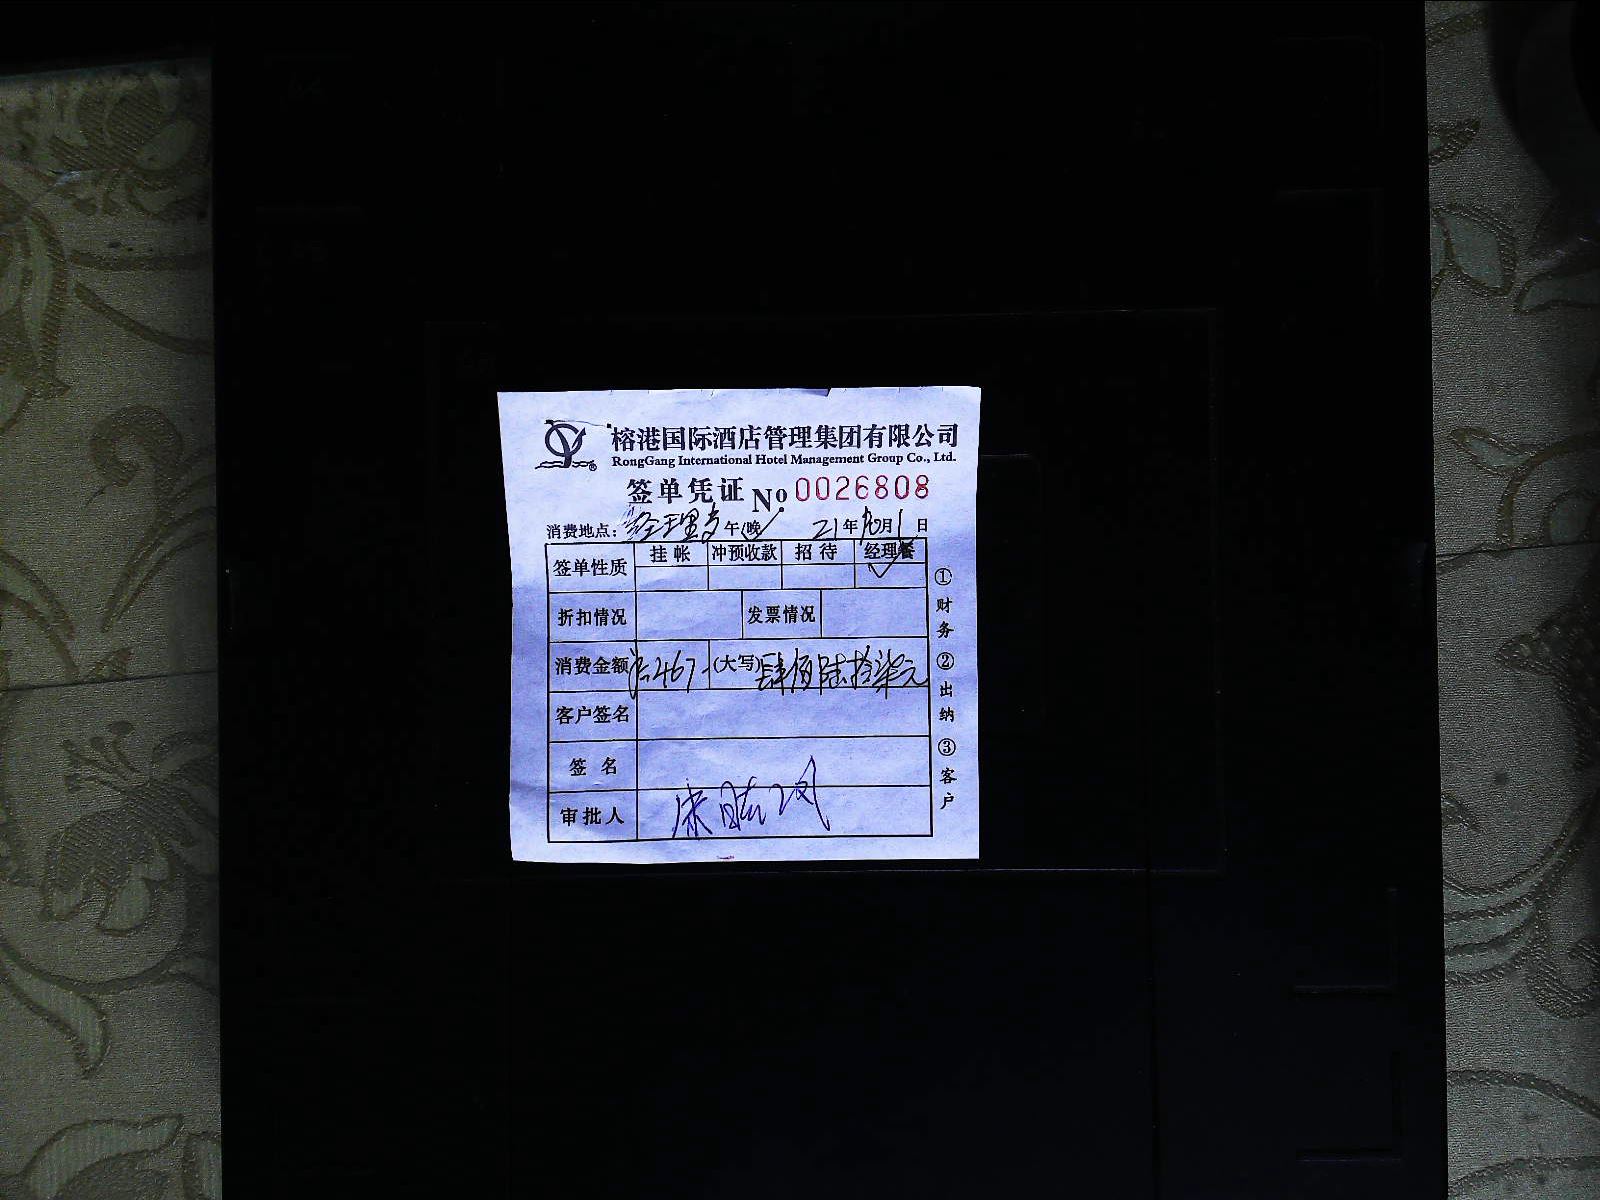 榕港国际酒店管理集团有限公司
RongGang International Hotel Management Group Co., Ltd.
签单凭证 No 0026808
消费地点: 经理 午(晚) 21年10月1日
签单性质 挂帐 冲预收款 招待 经理餐
折扣情况 发票情况
消费金额 467 (大写) 肆佰陆拾柒元
客户签名
签名
审批人
①财务 ②出纳 ③客户